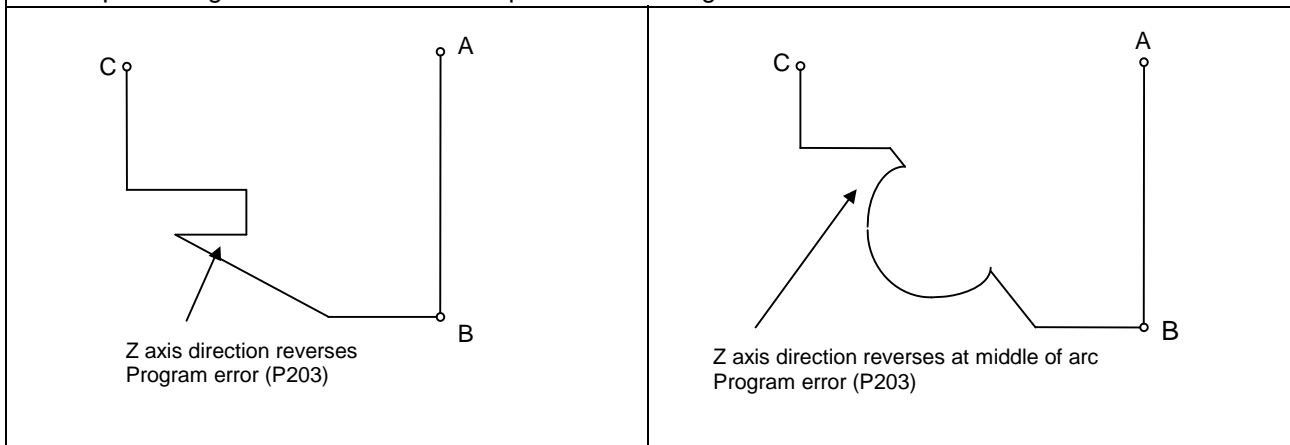 C
A
B
Z axis direction reverses
Program error (P203)
A
C
B
Z axis direction reverses at middle of arc
Program error (P203)